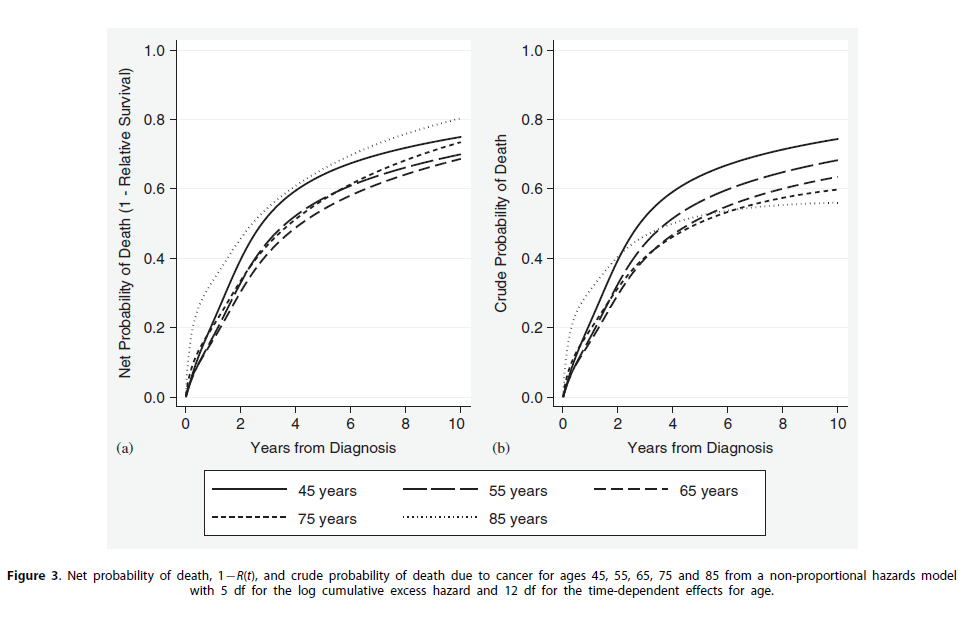 1.0
0.8
0.6
0.4
0.2
0.0
Net Probability of Death (1 - Relative Survival)
0 2 4 6 8 10
(a) Years from Diagnosis
1.0
0.8
0.6
0.4
0.2
0.0
Crude Probability of Death
0 2 4 6 8 10
(b) Years from Diagnosis
45 years 55 years 65 years
75 years 85 years
Figure 3. Net probability of death, 1−R(t), and crude probability of death due to cancer for ages 45, 55, 65, 75 and 85 from a non-proportional hazards model
with 5 df for the log cumulative excess hazard and 12 df for the time-dependent effects for age.